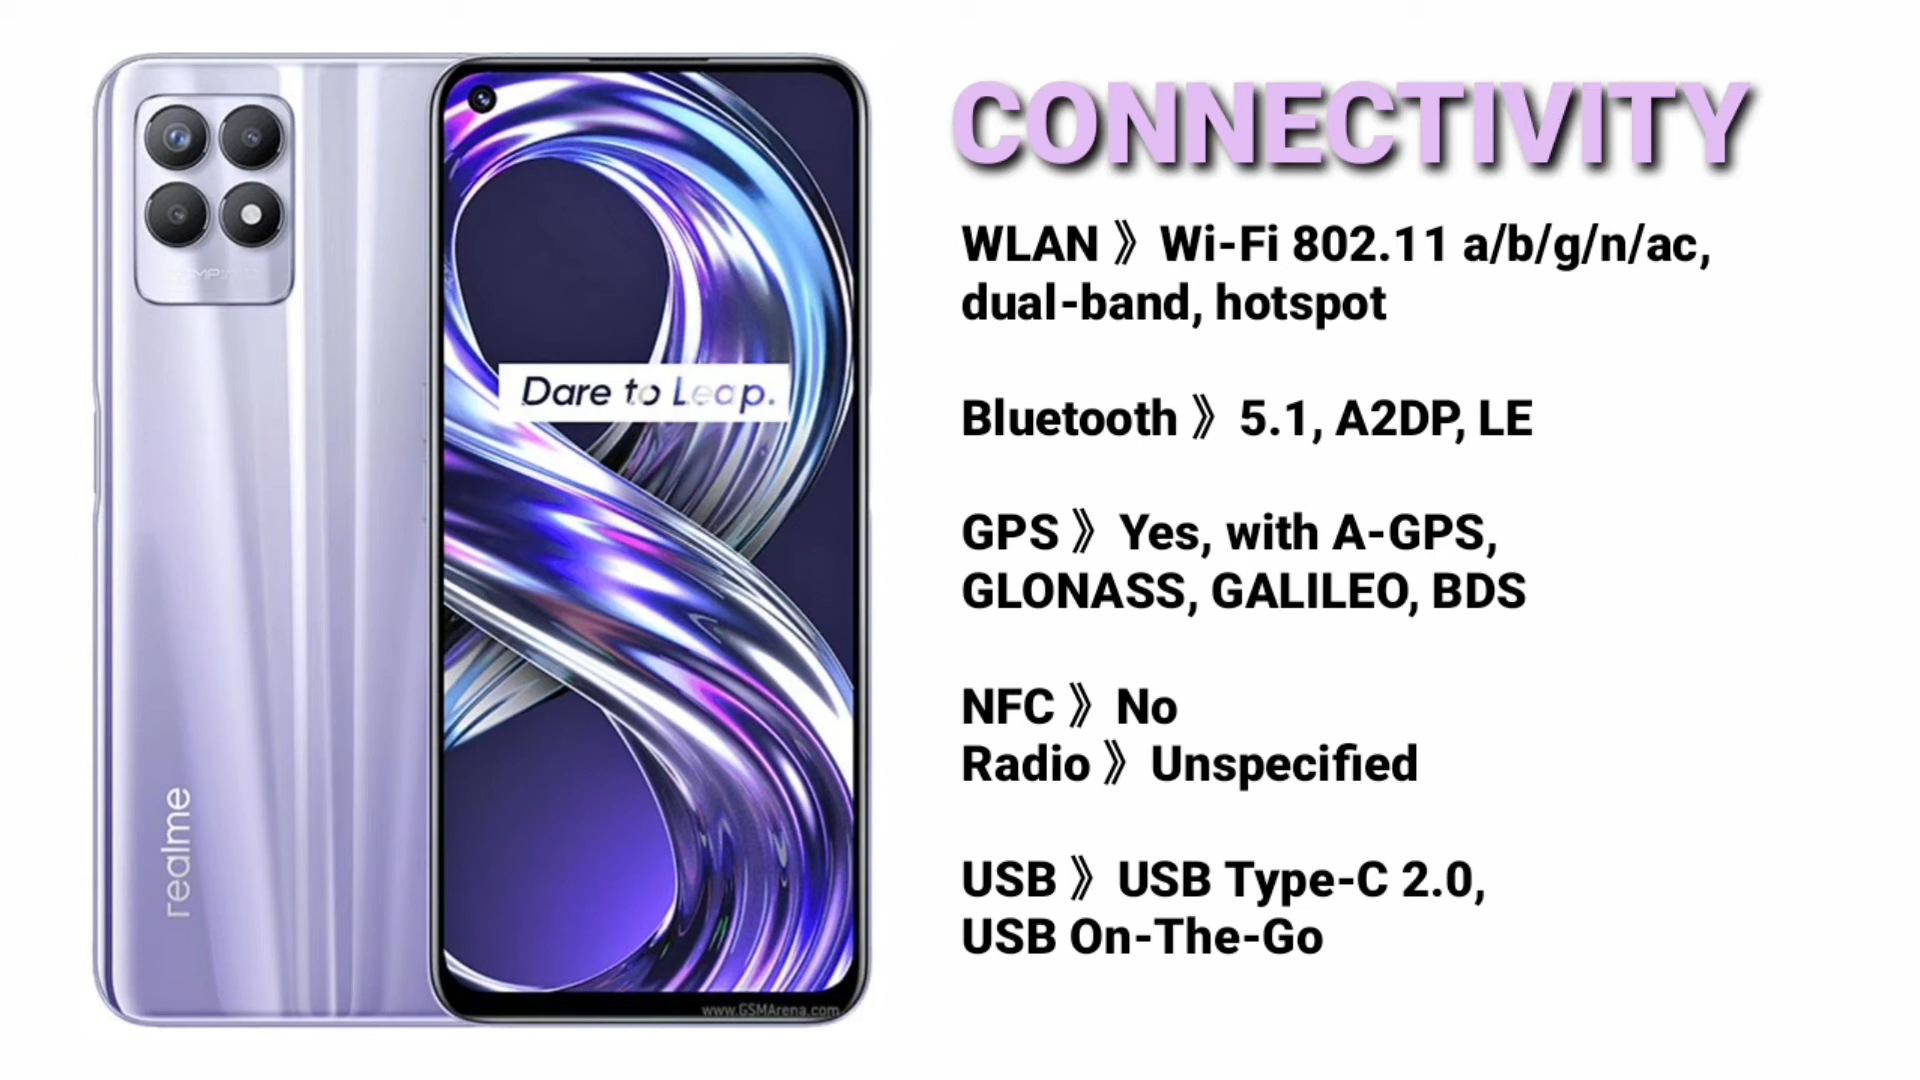 CONNECTIVITY
WLAN 》 Wi-Fi 802.11 a/b/g/n/ac,
dual-band, hotspot
Bluetooth 》 5.1, A2DP, LE
GPS 》 Yes, with A-GPS,
GLONASS, GALILEO, BDS
NFC 》 No
Radio 》 Unspecified
USB 》 USB Type-C 2.0,
USB On-The-Go
Dare to Leap.
realme
www.GSMArena.com